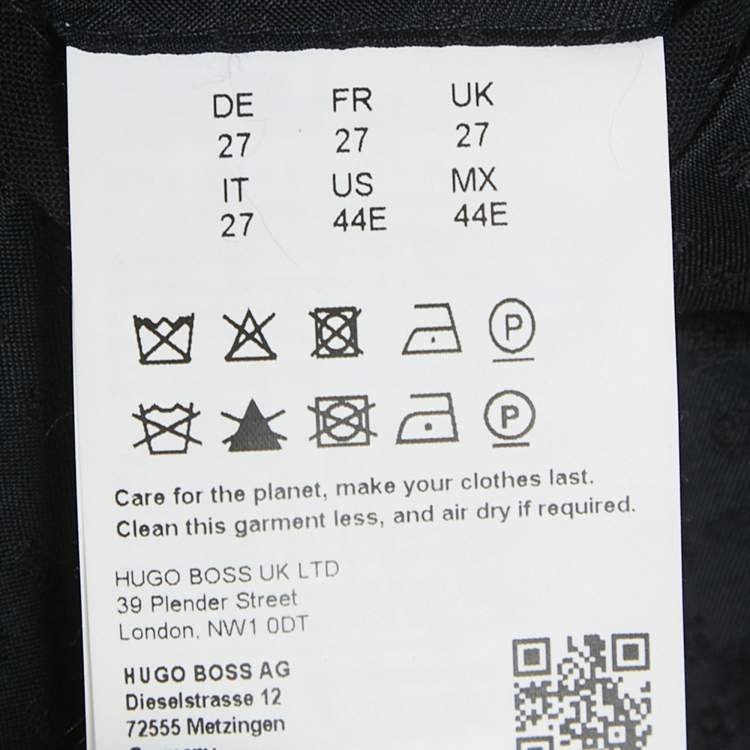 DE FR UK
27 27 27
IT US MX
27 44E 44E
P
P
Care for the planet, make your clothes last.
Clean this garment less, and air dry if required.
HUGO BOSS UK LTD
39 Plender Street
London, NW1 0DT
HUGO BOSS AG
Dieselstrasse 12
72555 Metzingen